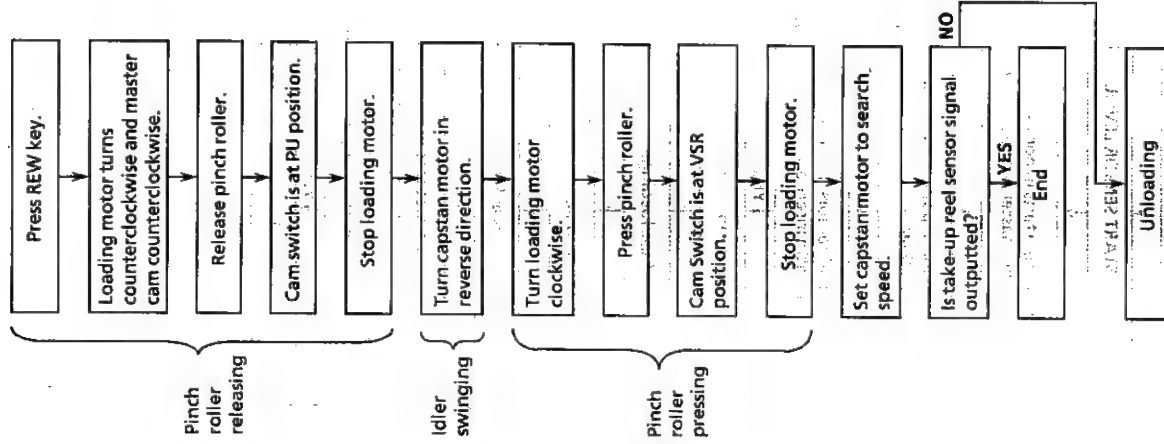 Press REW key.
Loading motor turns
counterclockwise and master
cam counterclockwise.
Release pinch roller.
Cam switch is at PU position.
Stop loading motor.
Pinch
roller
releasing
Turn capstan motor in
reverse direction.
Idler
swinging
Turn loading motor
clockwise.
Press pinch roller.
Cam Switch is at VSR
position.
Stop loading motor.
Pinch
roller
pressing
Set capstan motor to search
speed.
Is take-up reel sensor signal
outputted?
NO
YES
End
Unloading